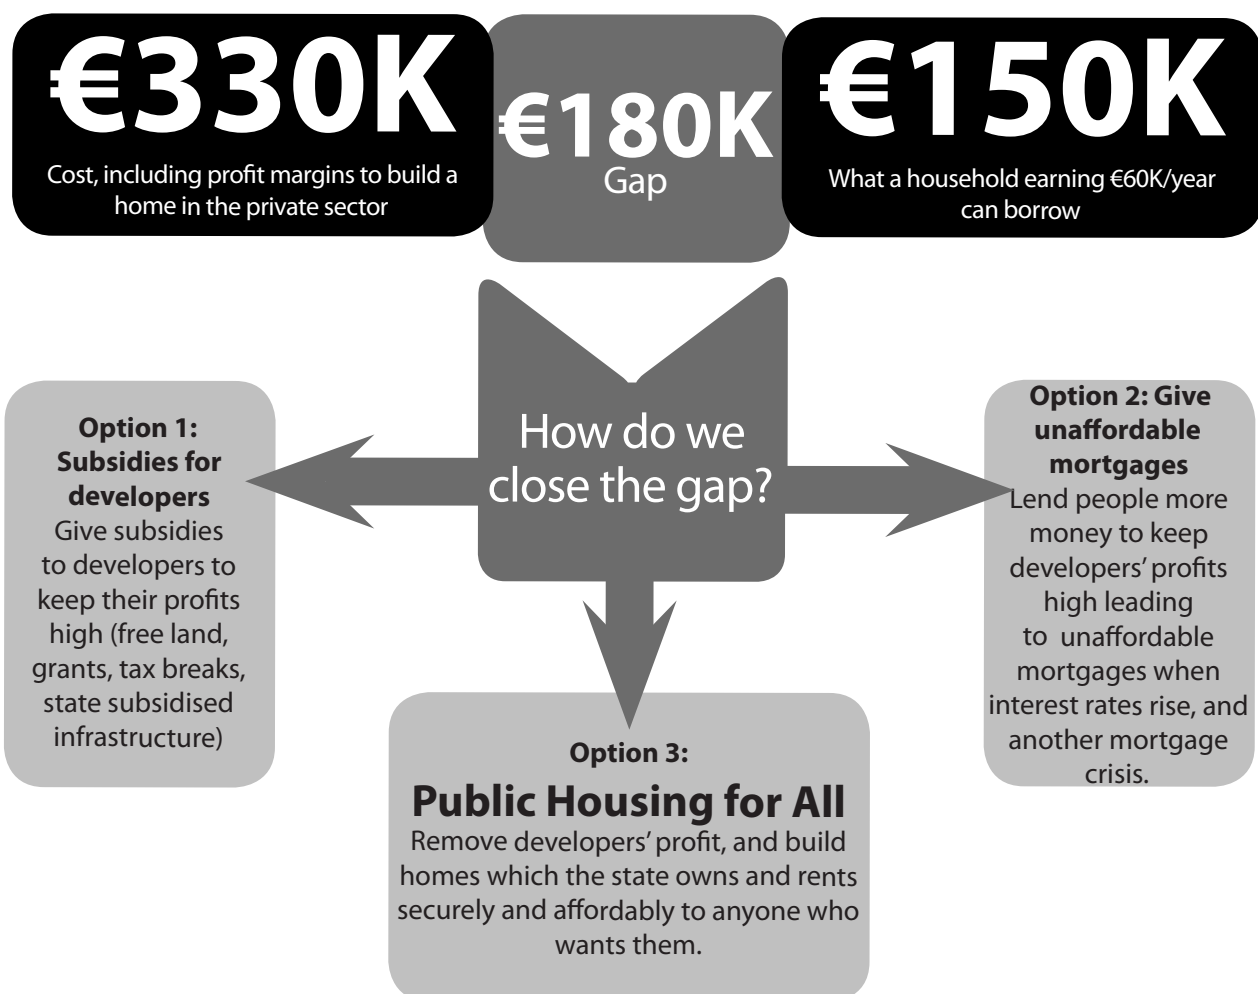 €330K
Cost, including profit margins to build a
home in the private sector
€180K
Gap
€150K
What a household earning €60K/year
can borrow
How do we
close the gap?
Option 1:
Subsidies for
developers
Give subsidies
to developers to
keep their profits
high (free land,
grants, tax breaks,
state subsidised
infrastructure)
Option 2: Give
unaffordable
mortgages
Lend people more
money to keep
developers’ profits
high leading
to unaffordable
mortgages when
interest rates rise, and
another mortgage
crisis.
Option 3:
Public Housing for All
Remove developers’ profit, and build
homes which the state owns and rents
securely and affordably to anyone who
wants them.